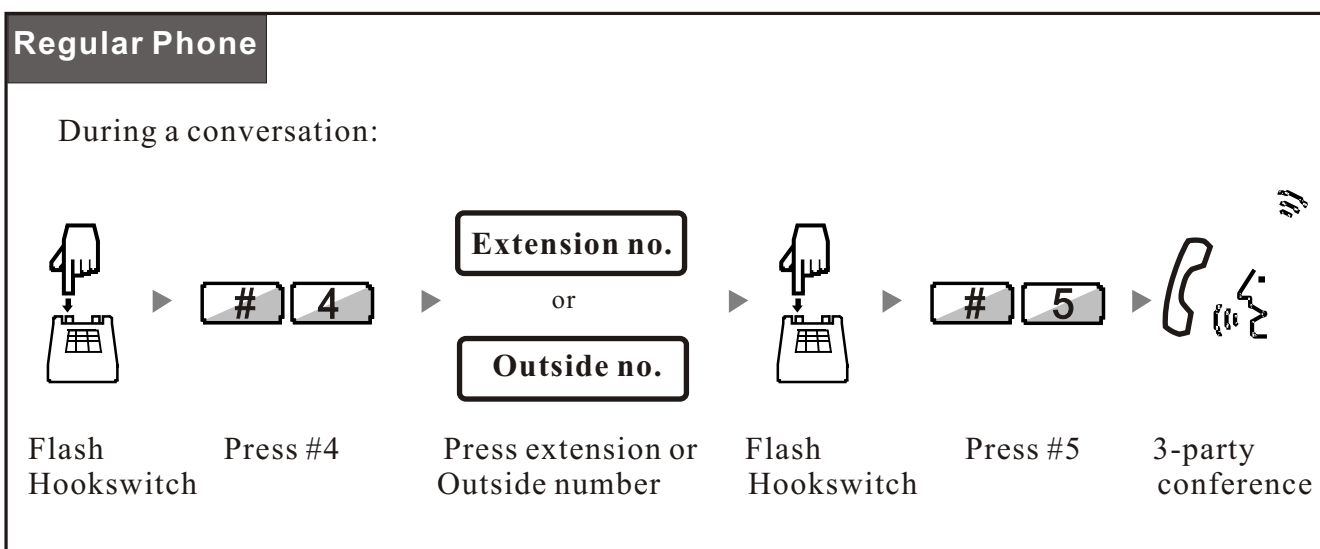 Regular Phone
During a conversation:
Extension no.
# 4
or
# 5
Outside no.
Flash Hookswitch
Press #4
Press extension or Outside number
Flash Hookswitch
Press #5
3-party conference